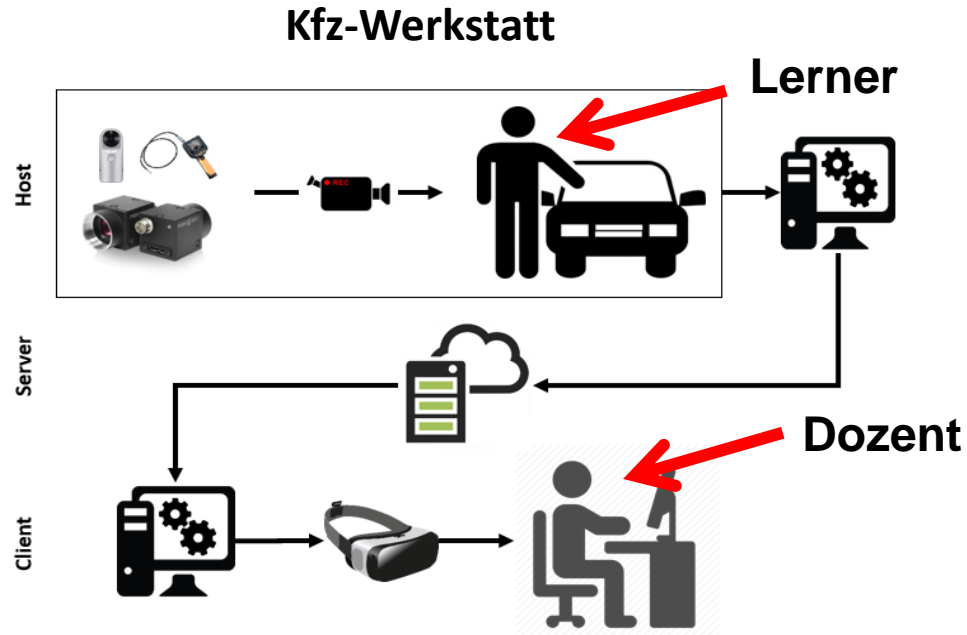 Kfz-Werkstatt
Lerner
Host
REC
Server
Dozent
Client